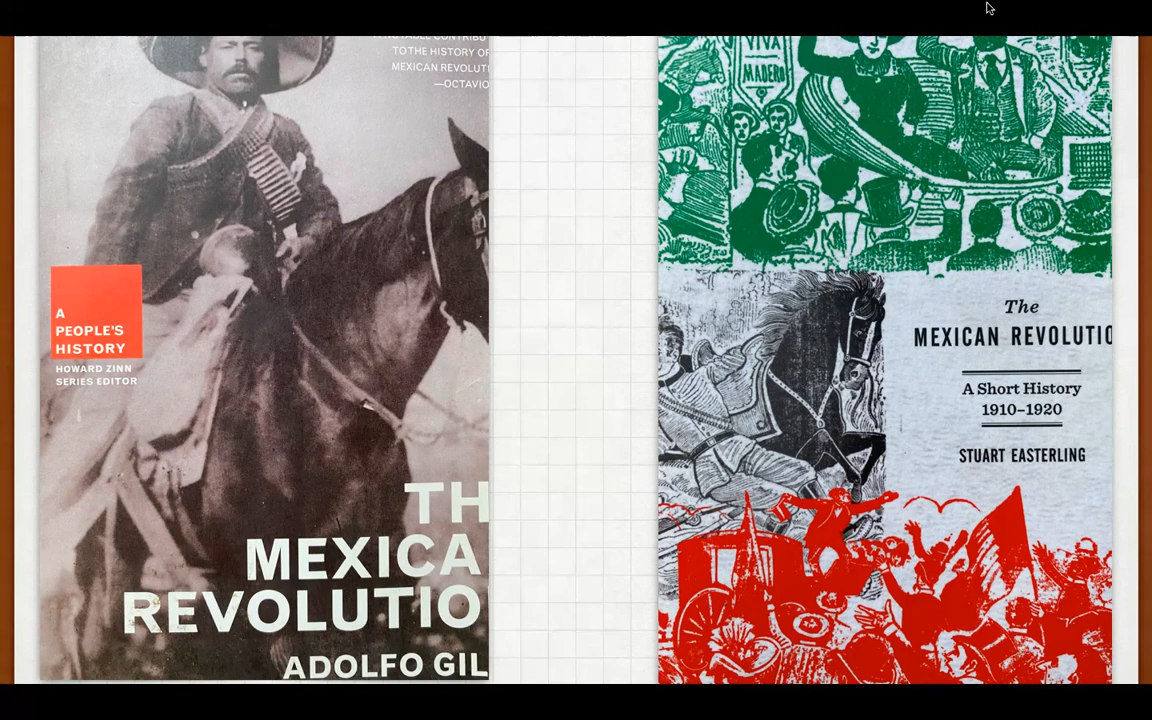 TO THE HISTORY OF
MEXICAN REVOLUTI
—OCTAVIO
A
PEOPLE'S
HISTORY
HOWARD ZINN
SERIES EDITOR
TH
MEXICA
REVOLUTIO
ADOLFO GIL
VIVA
MADERO
The
MEXICAN REVOLUTIO
A Short History
1910–1920
STUART EASTERLING